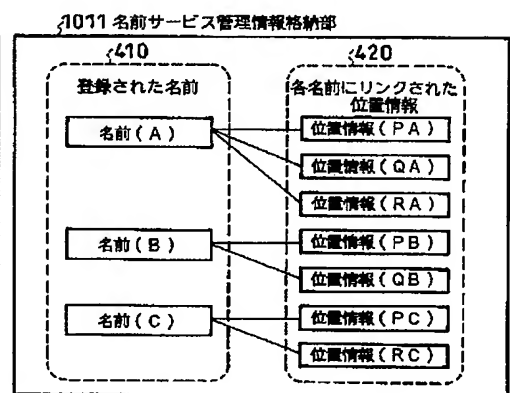 1011 名前サービス管理情報格納部
410
420
登録された名前
各名前にリンクされた
位置情報
名前(A)
位置情報(PA)
位置情報(QA)
位置情報(RA)
名前(B)
位置情報(PB)
位置情報(QB)
名前(C)
位置情報(PC)
位置情報(RC)